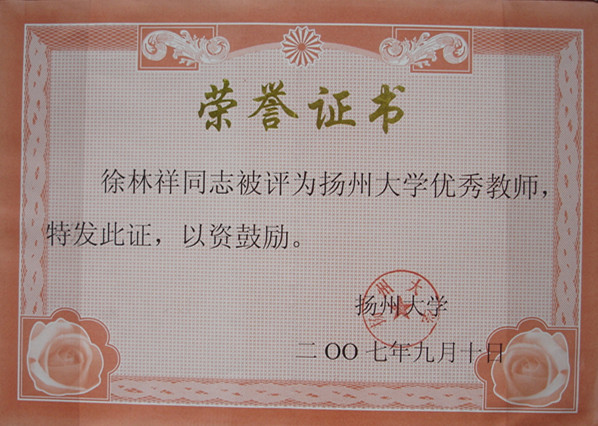 荣誉证书
徐林祥同志被评为扬州大学优秀教师，
特发此证，以资鼓励。
扬州大学
二〇〇七年九月十日